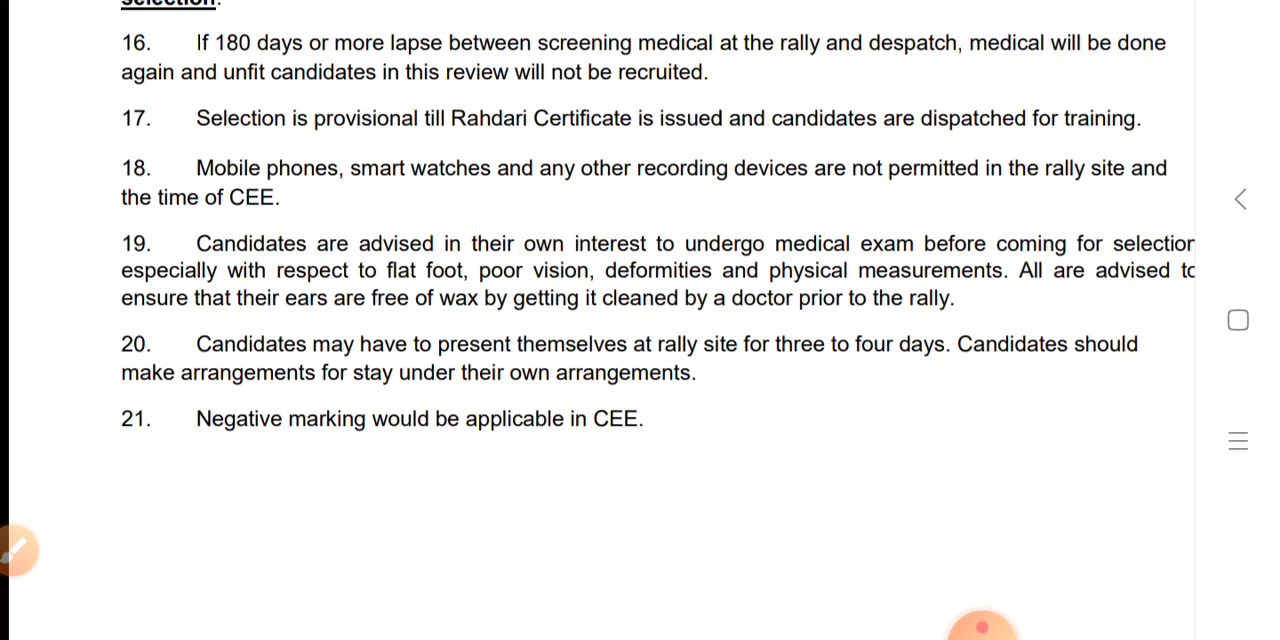 selection.
16. If 180 days or more lapse between screening medical at the rally and despatch, medical will be done
again and unfit candidates in this review will not be recruited.
17. Selection is provisional till Rahdari Certificate is issued and candidates are dispatched for training.
18. Mobile phones, smart watches and any other recording devices are not permitted in the rally site and
the time of CEE.
19. Candidates are advised in their own interest to undergo medical exam before coming for selection
especially with respect to flat foot, poor vision, deformities and physical measurements. All are advised to
ensure that their ears are free of wax by getting it cleaned by a doctor prior to the rally.
20. Candidates may have to present themselves at rally site for three to four days. Candidates should
make arrangements for stay under their own arrangements.
21. Negative marking would be applicable in CEE.